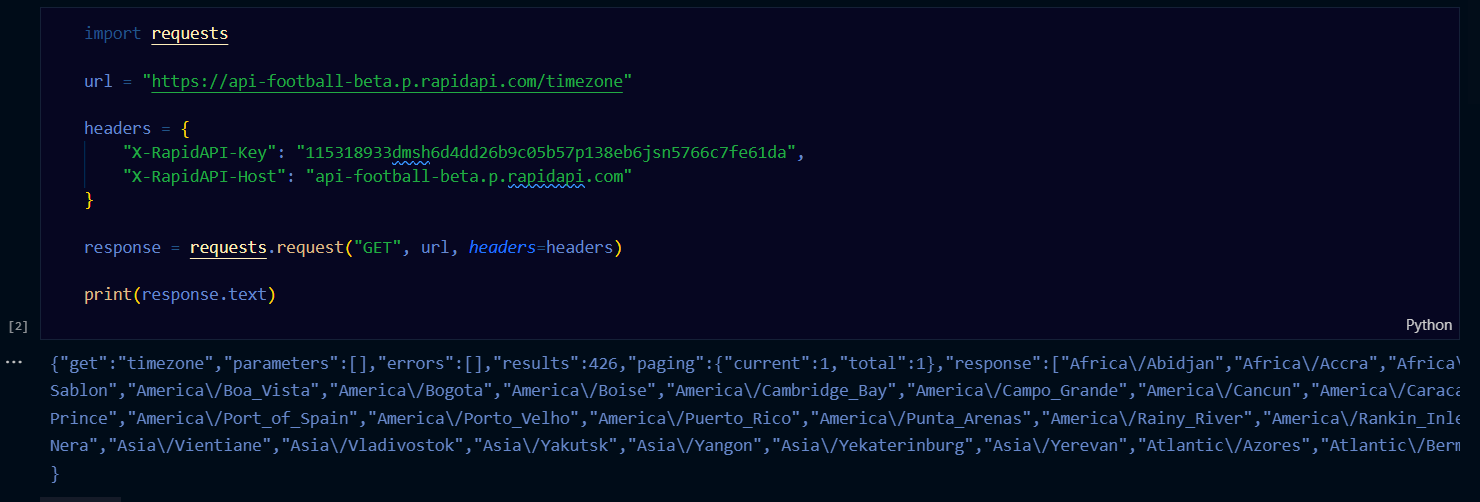 import requests
url = "https://api-football-beta.p.rapidapi.com/timezone"
headers = {
"X-RapidAPI-Key": "115318933dmsh6d4dd26b9c05b57p138eb6jsn5766c7fe61da",
"X-RapidAPI-Host": "api-football-beta.p.rapidapi.com"
}
response = requests.request("GET", url, headers=headers)
print(response.text)
[2]
Python
... {"get":"timezone","parameters":[],"errors":[],"results":426,"paging":{"current":1,"total":1},"response":["Africa\/Abidjan","Africa\/Accra","Africa\
Sablon","America\/Boa_Vista","America\/Bogota","America\/Boise","America\/Cambridge_Bay","America\/Campo_Grande","America\/Cancun","America\/Caraca
Prince","America\/Port_of_Spain","America\/Porto_Velho","America\/Puerto_Rico","America\/Punta_Arenas","America\/Rainy_River","America\/Rankin_Inle
Nera","Asia\/Vientiane","Asia\/Vladivostok","Asia\/Yakutsk","Asia\/Yangon","Asia\/Yekaterinburg","Asia\/Yerevan","Atlantic\/Azores","Atlantic\/Berm
}